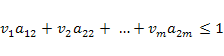 v₁a₁₂ + v₂a₂₂ + … + vₘa₂ₘ ≤ 1